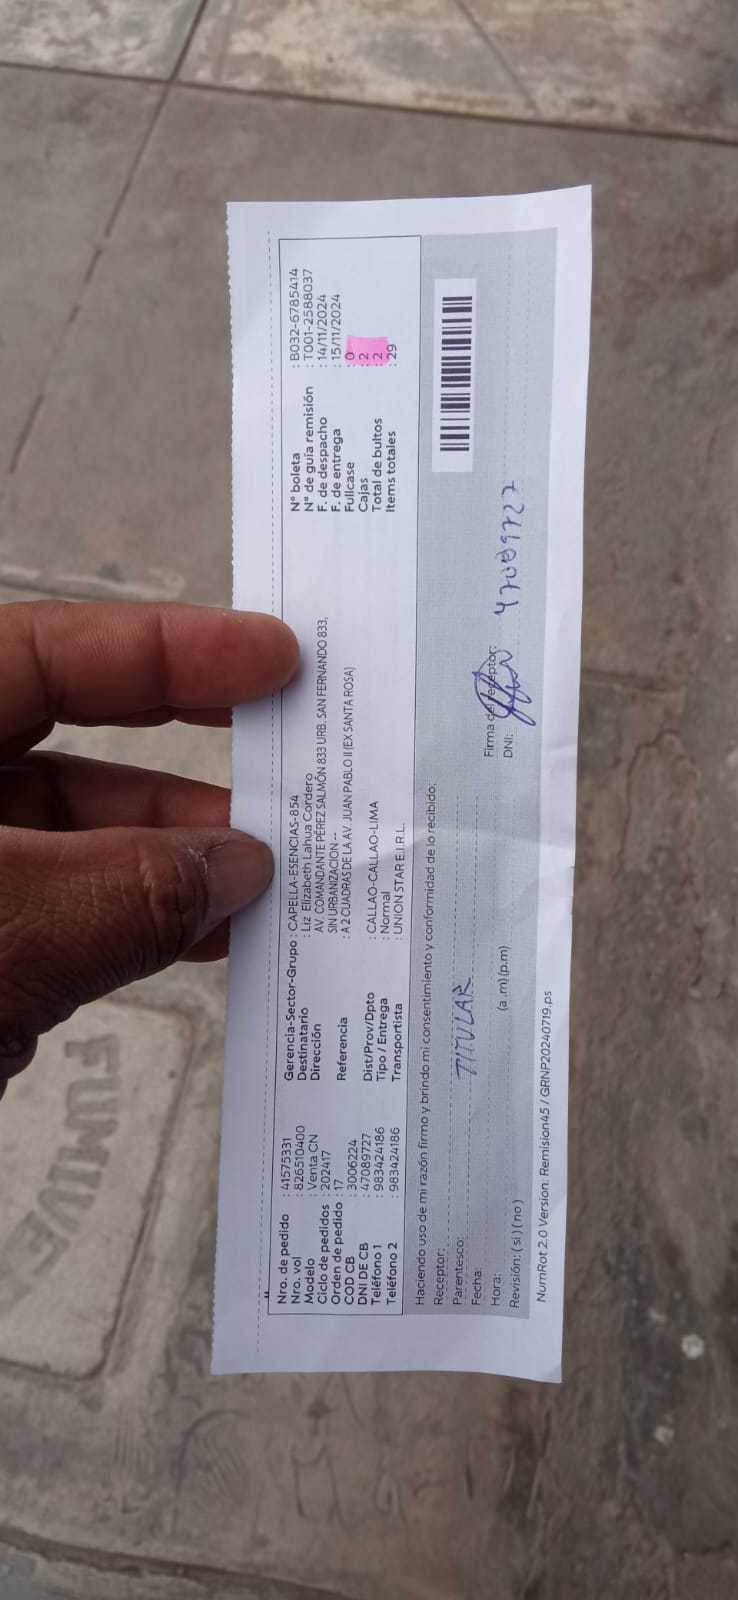 Nro. de pedido : 41575331
Nro. vol : 826510400
Modelo : Venta CN
Ciclo de pedidos : 202417
Orden de pedido : 17
COD CB : 3006224
DNI DE CB : 47089727
Teléfono 1 : 983424186
Teléfono 2 : 983424186
Gerencia-Sector-Grupo : CAPELLA-ESENCIAS-854
Destinatario : Liz Elizabeth Lahua Cordero
Dirección : AV. COMANDANTE PÉREZ SALMÓN 833 URB. SAN FERNANDO 833,
SIN URBANIZACION --
Referencia : A 2 CUADRAS DE LA AV. JUAN PABLO II (EX SANTA ROSA)
Dist/Prov/Dpto : CALLAO-CALLAO-LIMA
Tipo / Entrega : Normal
Transportista : UNION STAR E.I.R.L.
N° boleta : B032-6785414
N° de guía remisión : T001-2588037
F. de despacho : 14/11/2024
F. de entrega : 15/11/2024
Fullcase : 0
Cajas : 2
Total de bultos : 2
Items totales : 29
Haciendo uso de mi razón firmo y brindo mi consentimiento y conformidad de lo recibido:
Receptor:
Parentesco: TITULAR
Fecha:
Hora: (a .m) (p.m)
Revisión: ( si ) ( no )
Firma del receptor:
DNI: 47089727
NumRot 2.0 Version: Remision45 / GRNP20240719.ps